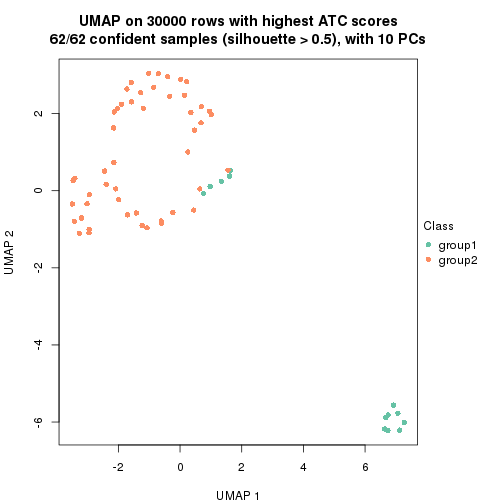 UMAP on 30000 rows with highest ATC scores
62/62 confident samples (silhouette > 0.5), with 10 PCs
2
0
-2
-4
-6
UMAP 2
-2
0
2
4
6
UMAP 1
Class
group1
group2